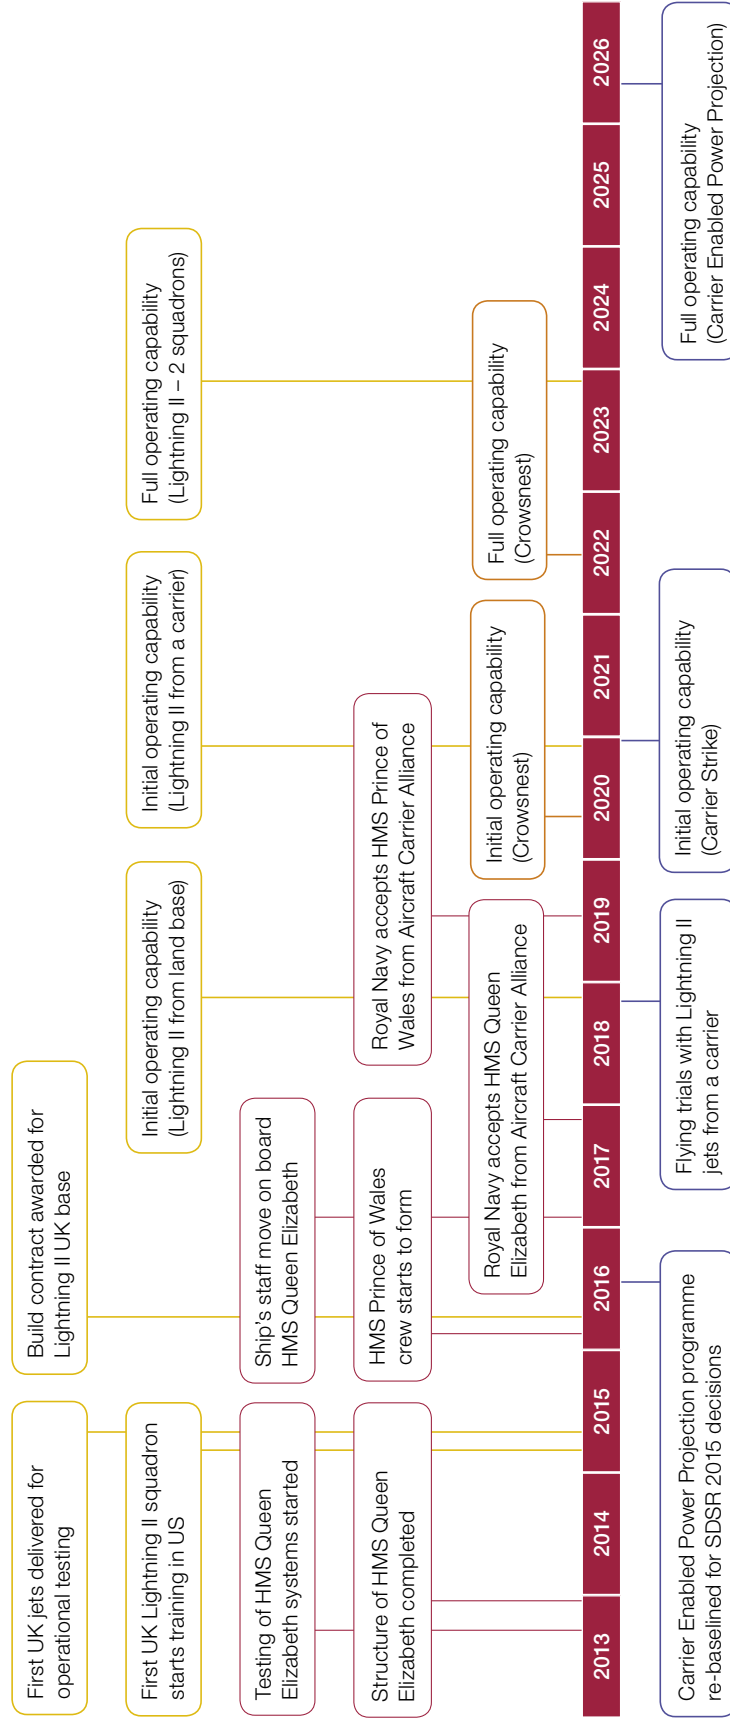 First UK jets delivered for
operational testing
Build contract awarded for
Lightning II UK base
First UK Lightning II squadron
starts training in US
Initial operating capability
(Lightning II from land base)
Initial operating capability
(Lightning II from a carrier)
Full operating capability
(Lightning II – 2 squadrons)
Testing of HMS Queen
Elizabeth systems started
Ship's staff move on board
HMS Queen Elizabeth
Structure of HMS Queen
Elizabeth completed
HMS Prince of Wales
crew starts to form
Royal Navy accepts HMS Prince of
Wales from Aircraft Carrier Alliance
Royal Navy accepts HMS Queen
Elizabeth from Aircraft Carrier Alliance
Initial operating capability
(Crowsnest)
Full operating capability
(Crowsnest)
2013 2014 2015 2016 2017 2018 2019 2020 2021 2022 2023 2024 2025 2026
Carrier Enabled Power Projection programme
re-baselined for SDSR 2015 decisions
Flying trials with Lightning II
jets from a carrier
Initial operating capability
(Carrier Strike)
Full operating capability
(Carrier Enabled Power Projection)